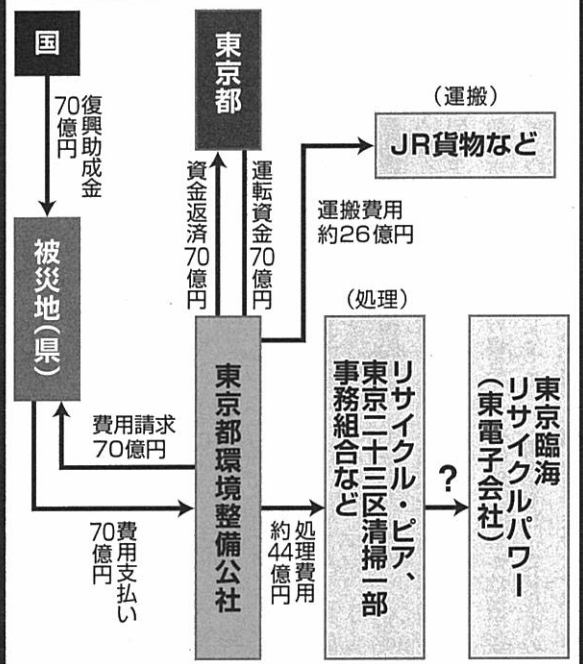 国
復興助成金
70億円
被災地(県)
東京都
資金返済70億円
運転資金70億円
(運搬)
JR貨物など
運搬費用
約26億円
費用請求
70億円
費用支払い
70億円
東京都環境整備公社
処理費用
約44億円
(処理)
リサイクル・ピア、
東京二十三区清掃一部
事務組合など
?
東京臨海
リサイクルパワー
(東電子会社)